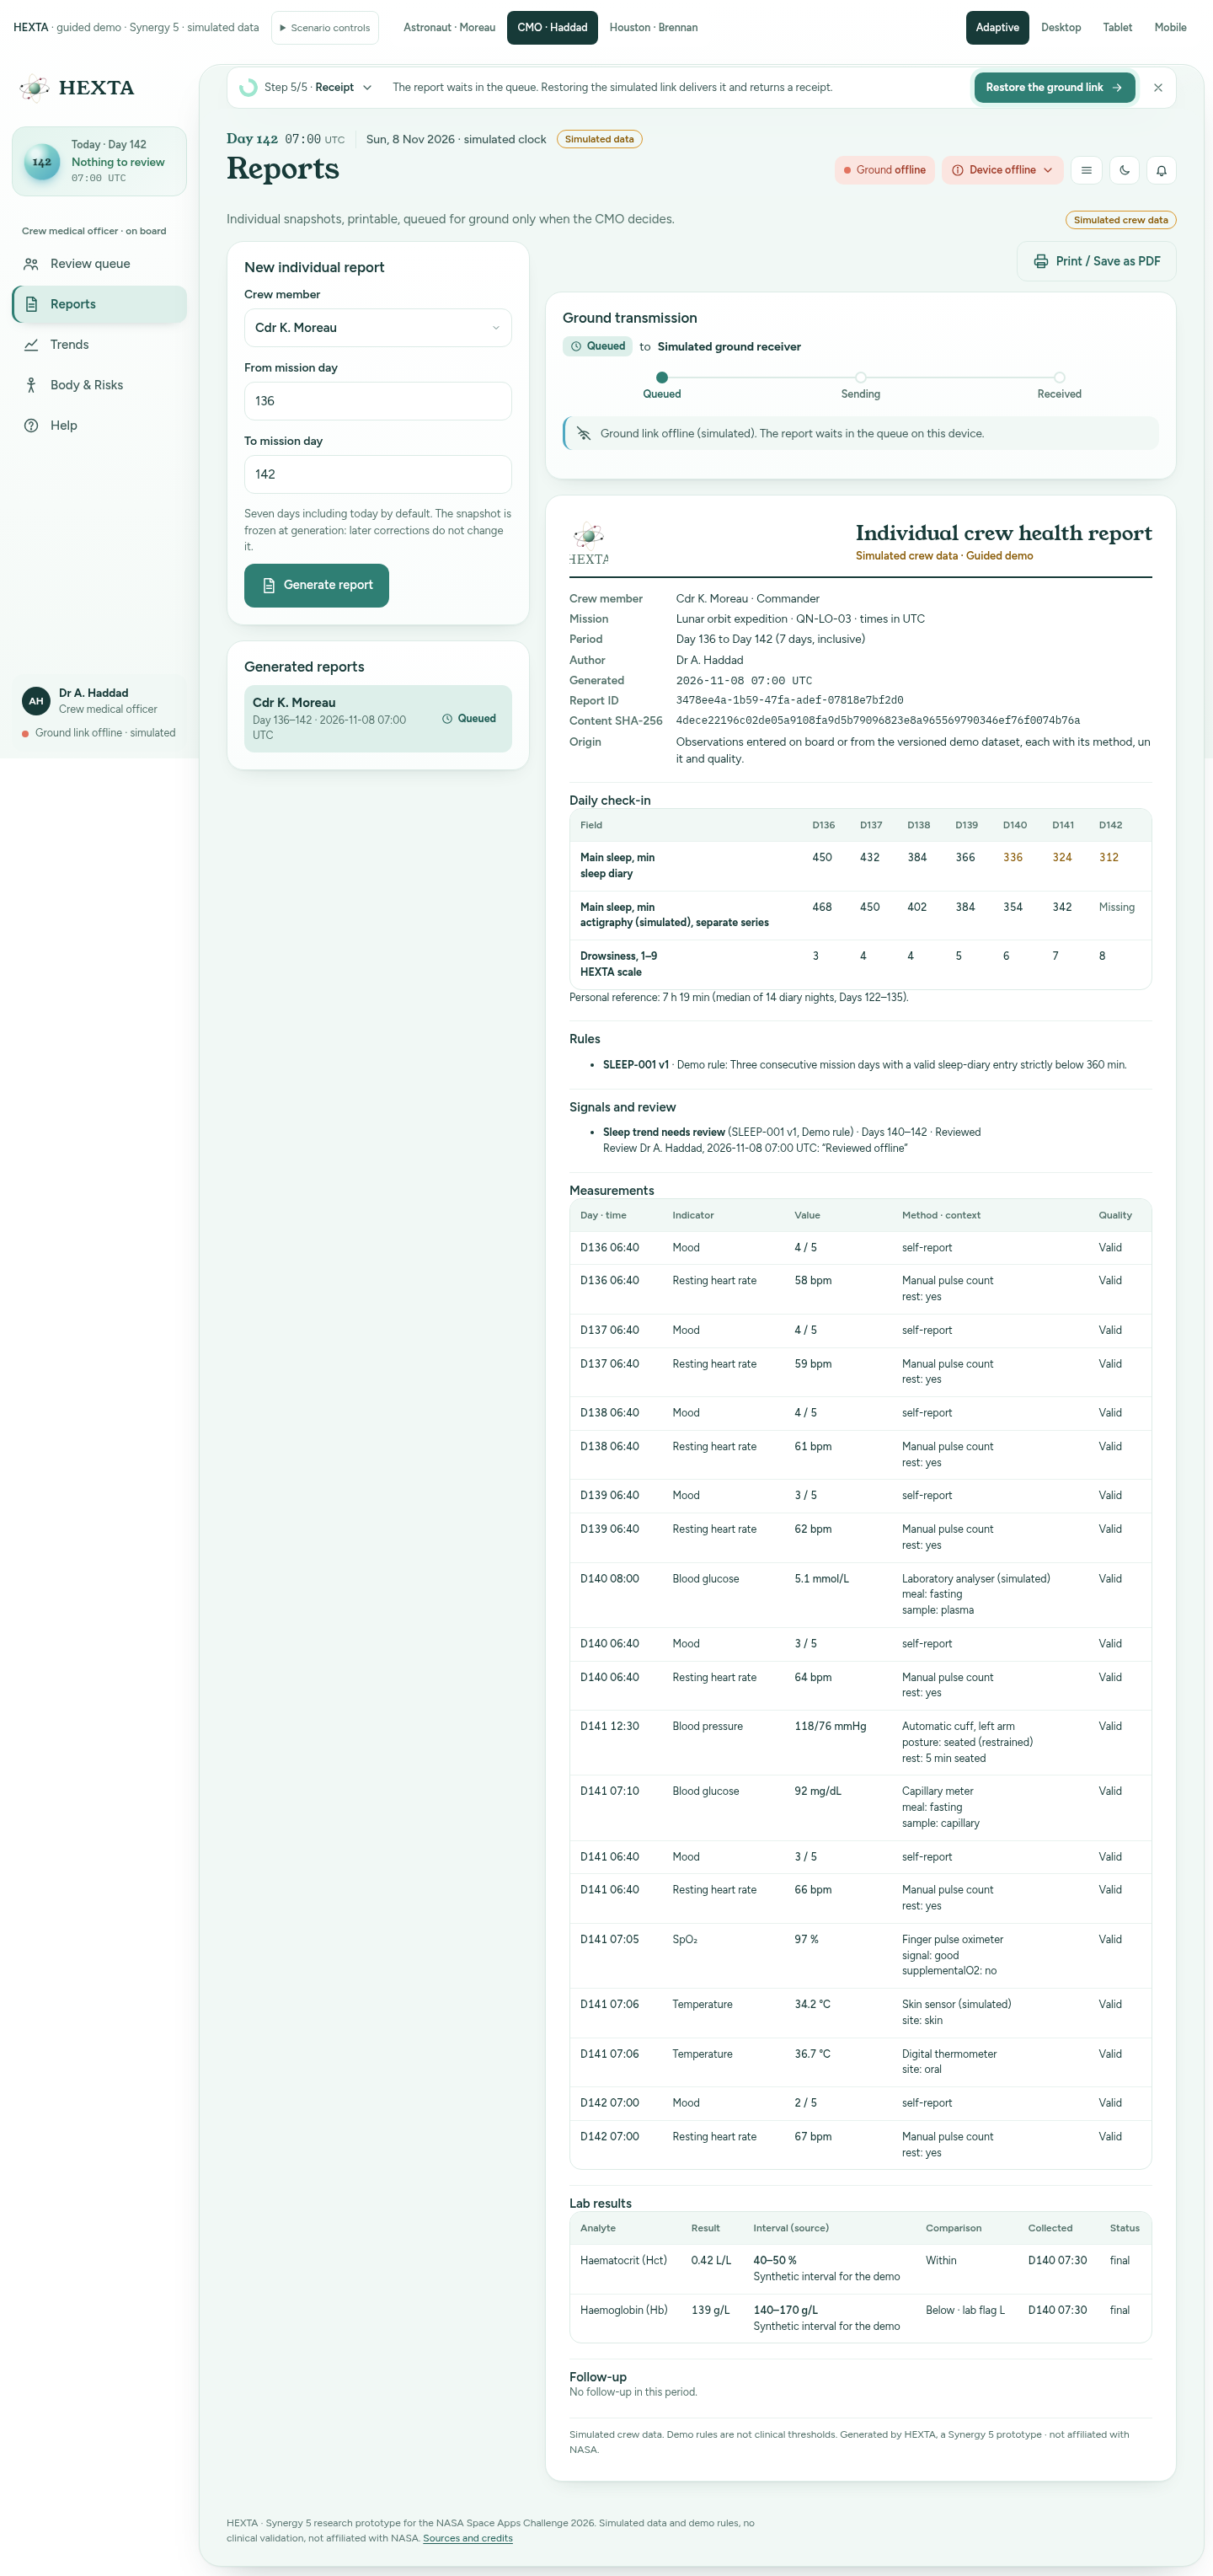 HEXTA · guided demo · Synergy 5 · simulated data
Scenario controls
Astronaut · Moreau
CMO · Haddad
Houston · Brennan
Adaptive
Desktop
Tablet
Mobile
HEXTA
142
Today · Day 142
Nothing to review
07:00 UTC
Crew medical officer · on board
Review queue
Reports
Trends
Body & Risks
Help
AH
Dr A. Haddad
Crew medical officer
Ground link offline · simulated
Step 5/5 · Receipt
The report waits in the queue. Restoring the simulated link delivers it and returns a receipt.
Restore the ground link
Day 142 07:00 UTC
Sun, 8 Nov 2026 · simulated clock
Simulated data
Reports
Ground offline
Device offline
Individual snapshots, printable, queued for ground only when the CMO decides.
Simulated crew data
New individual report
Crew member
Cdr K. Moreau
From mission day
136
To mission day
142
Seven days including today by default. The snapshot is
frozen at generation: later corrections do not change
it.
Generate report
Generated reports
Cdr K. Moreau
Day 136–142 · 2026-11-08 07:00
UTC
Queued
Print / Save as PDF
Ground transmission
Queued to Simulated ground receiver
Queued
Sending
Received
Ground link offline (simulated). The report waits in the queue on this device.
HEXTA
Individual crew health report
Simulated crew data · Guided demo
Crew member Cdr K. Moreau · Commander
Mission Lunar orbit expedition · QN-LO-03 · times in UTC
Period Day 136 to Day 142 (7 days, inclusive)
Author Dr A. Haddad
Generated 2026-11-08 07:00 UTC
Report ID 3478ee4a-1b59-47fa-adef-07818e7bf2d0
Content SHA-256 4dece22196c02de05a9108fa9d5b79096823e8a965569790346ef76f0074b76a
Origin Observations entered on board or from the versioned demo dataset, each with its method, un
it and quality.
Daily check-in
Field D136 D137 D138 D139 D140 D141 D142
Main sleep, min 450 432 384 366 336 324 312
sleep diary
Main sleep, min 468 450 402 384 354 342 Missing
actigraphy (simulated), separate series
Drowsiness, 1–9 3 4 4 5 6 7 8
HEXTA scale
Personal reference: 7 h 19 min (median of 14 diary nights, Days 122–135).
Rules
• SLEEP-001 v1 · Demo rule: Three consecutive mission days with a valid sleep-diary entry strictly below 360 min.
Signals and review
• Sleep trend needs review (SLEEP-001 v1, Demo rule) · Days 140–142 · Reviewed
Review Dr A. Haddad, 2026-11-08 07:00 UTC: “Reviewed offline”
Measurements
Day · time Indicator Value Method · context Quality
D136 06:40 Mood 4 / 5 self-report Valid
D136 06:40 Resting heart rate 58 bpm Manual pulse count Valid
rest: yes
D137 06:40 Mood 4 / 5 self-report Valid
D137 06:40 Resting heart rate 59 bpm Manual pulse count Valid
rest: yes
D138 06:40 Mood 4 / 5 self-report Valid
D138 06:40 Resting heart rate 61 bpm Manual pulse count Valid
rest: yes
D139 06:40 Mood 3 / 5 self-report Valid
D139 06:40 Resting heart rate 62 bpm Manual pulse count Valid
rest: yes
D140 08:00 Blood glucose 5.1 mmol/L Laboratory analyser (simulated) Valid
meal: fasting
sample: plasma
D140 06:40 Mood 3 / 5 self-report Valid
D140 06:40 Resting heart rate 64 bpm Manual pulse count Valid
rest: yes
D141 12:30 Blood pressure 118/76 mmHg Automatic cuff, left arm Valid
posture: seated (restrained)
rest: 5 min seated
D141 07:10 Blood glucose 92 mg/dL Capillary meter Valid
meal: fasting
sample: capillary
D141 06:40 Mood 3 / 5 self-report Valid
D141 06:40 Resting heart rate 66 bpm Manual pulse count Valid
rest: yes
D141 07:05 SpO₂ 97 % Finger pulse oximeter Valid
signal: good
supplementalO2: no
D141 07:06 Temperature 34.2 °C Skin sensor (simulated) Valid
site: skin
D141 07:06 Temperature 36.7 °C Digital thermometer Valid
site: oral
D142 07:00 Mood 2 / 5 self-report Valid
D142 07:00 Resting heart rate 67 bpm Manual pulse count Valid
rest: yes
Lab results
Analyte Result Interval (source) Comparison Collected Status
Haematocrit (Hct) 0.42 L/L 40–50 % Within D140 07:30 final
Synthetic interval for the demo
Haemoglobin (Hb) 139 g/L 140–170 g/L Below · lab flag L D140 07:30 final
Synthetic interval for the demo
Follow-up
No follow-up in this period.
Simulated crew data. Demo rules are not clinical thresholds. Generated by HEXTA, a Synergy 5 prototype · not affiliated with
NASA.
HEXTA · Synergy 5 research prototype for the NASA Space Apps Challenge 2026. Simulated data and demo rules, no
clinical validation, not affiliated with NASA. Sources and credits